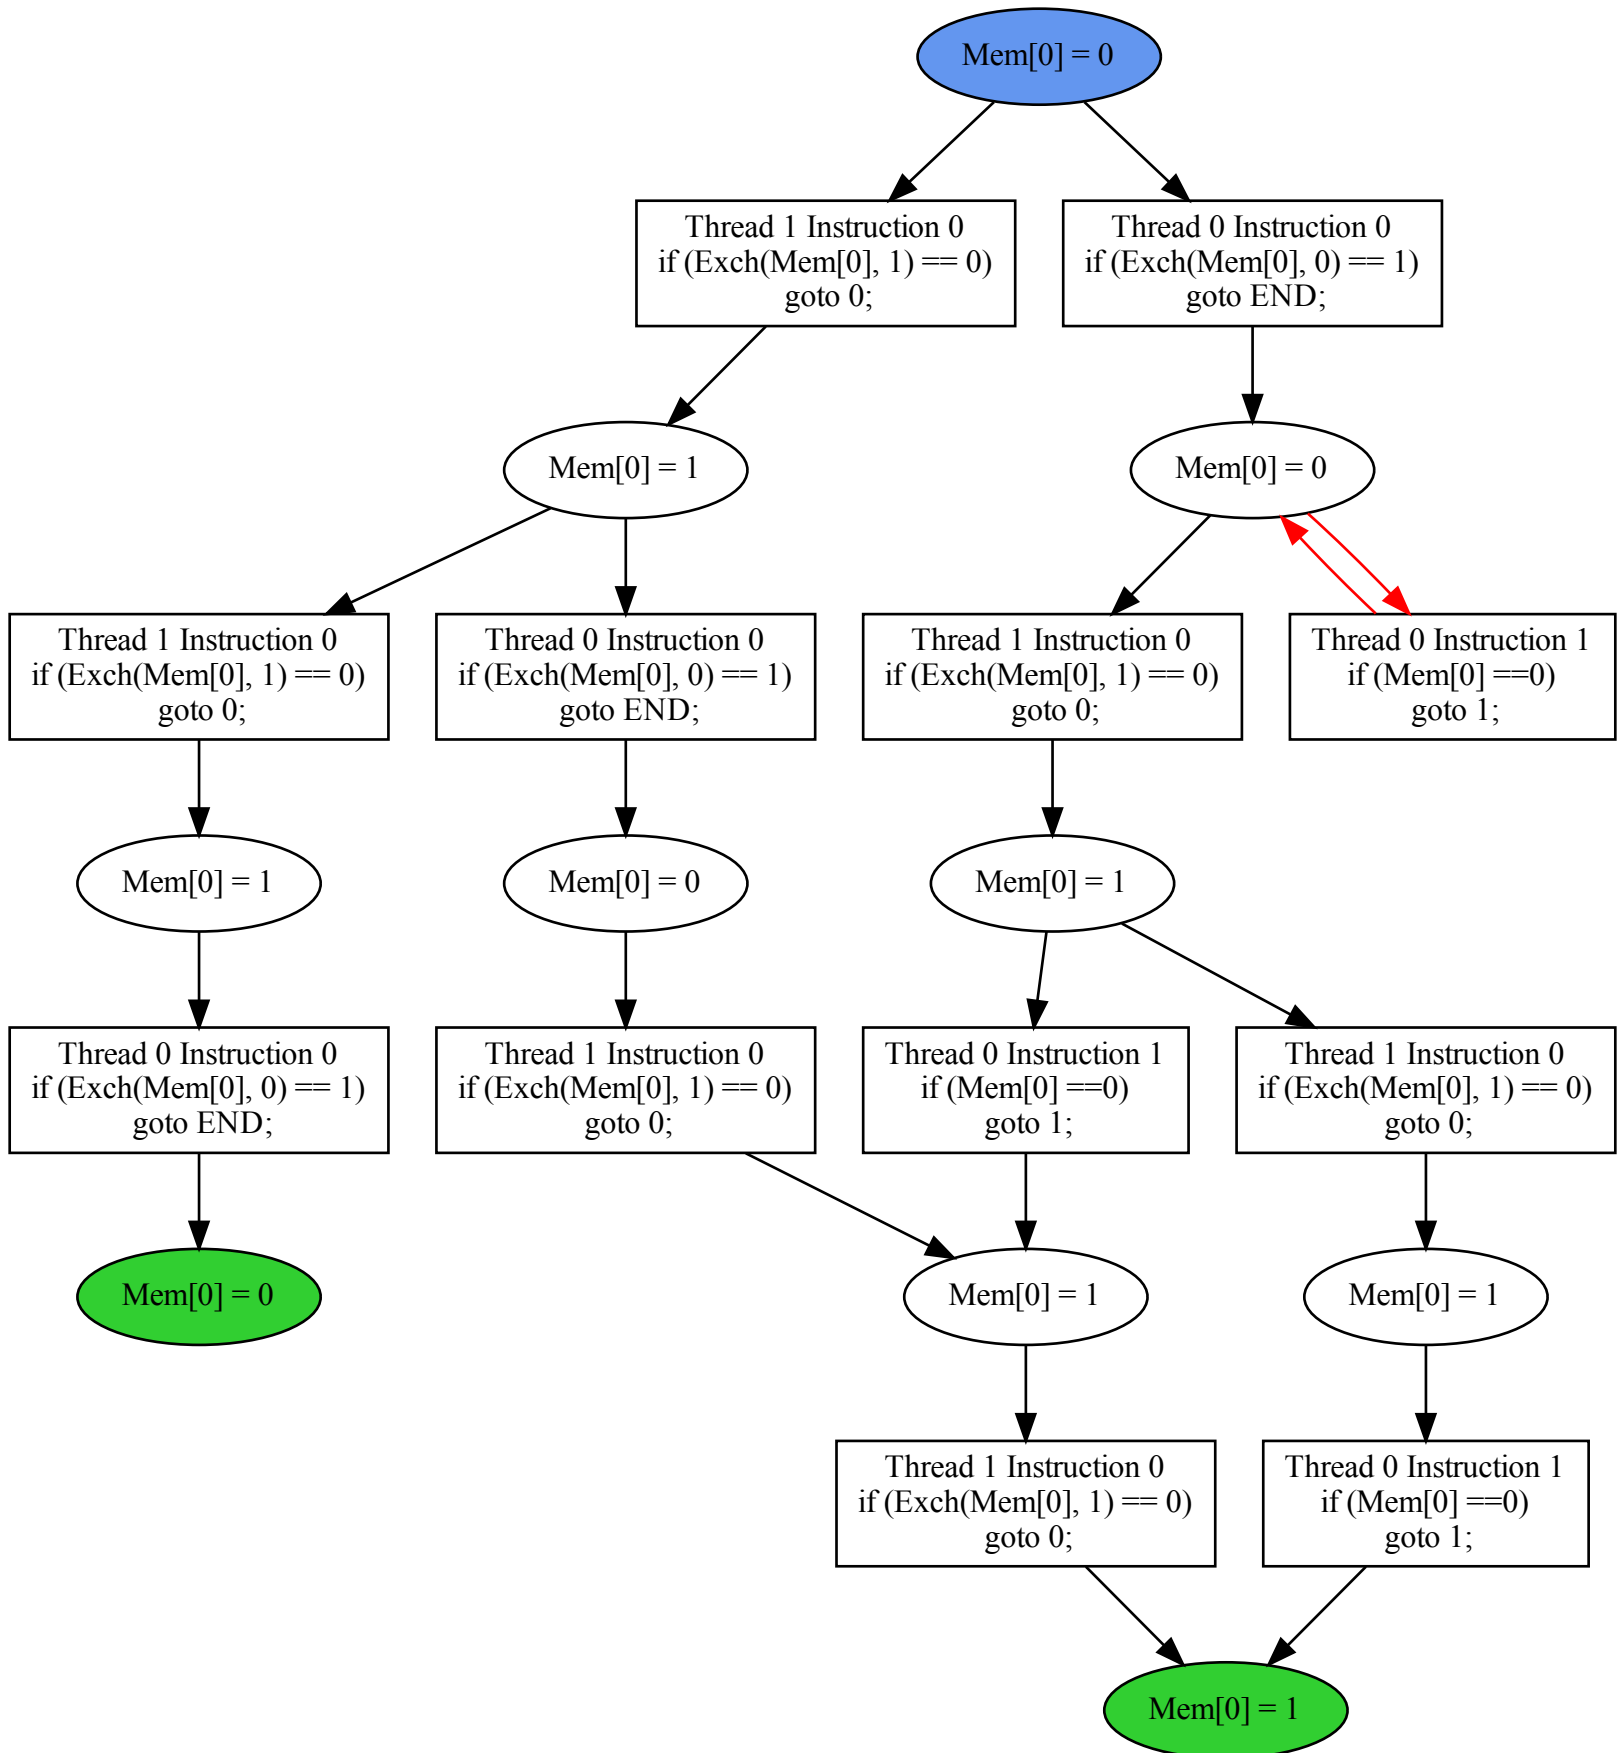 Mem[0] = 0
Thread 1 Instruction 0
if (Exch(Mem[0], 1) == 0)
goto 0;
Thread 0 Instruction 0
if (Exch(Mem[0], 0) == 1)
goto END;
Mem[0] = 1
Mem[0] = 0
Thread 1 Instruction 0
if (Exch(Mem[0], 1) == 0)
goto 0;
Thread 0 Instruction 0
if (Exch(Mem[0], 0) == 1)
goto END;
Thread 1 Instruction 0
if (Exch(Mem[0], 1) == 0)
goto 0;
Thread 0 Instruction 1
if (Mem[0] ==0)
goto 1;
Mem[0] = 1
Mem[0] = 0
Mem[0] = 1
Thread 0 Instruction 0
if (Exch(Mem[0], 0) == 1)
goto END;
Thread 1 Instruction 0
if (Exch(Mem[0], 1) == 0)
goto 0;
Thread 0 Instruction 1
if (Mem[0] ==0)
goto 1;
Thread 1 Instruction 0
if (Exch(Mem[0], 1) == 0)
goto 0;
Mem[0] = 0
Mem[0] = 1
Mem[0] = 1
Thread 1 Instruction 0
if (Exch(Mem[0], 1) == 0)
goto 0;
Thread 0 Instruction 1
if (Mem[0] ==0)
goto 1;
Mem[0] = 1